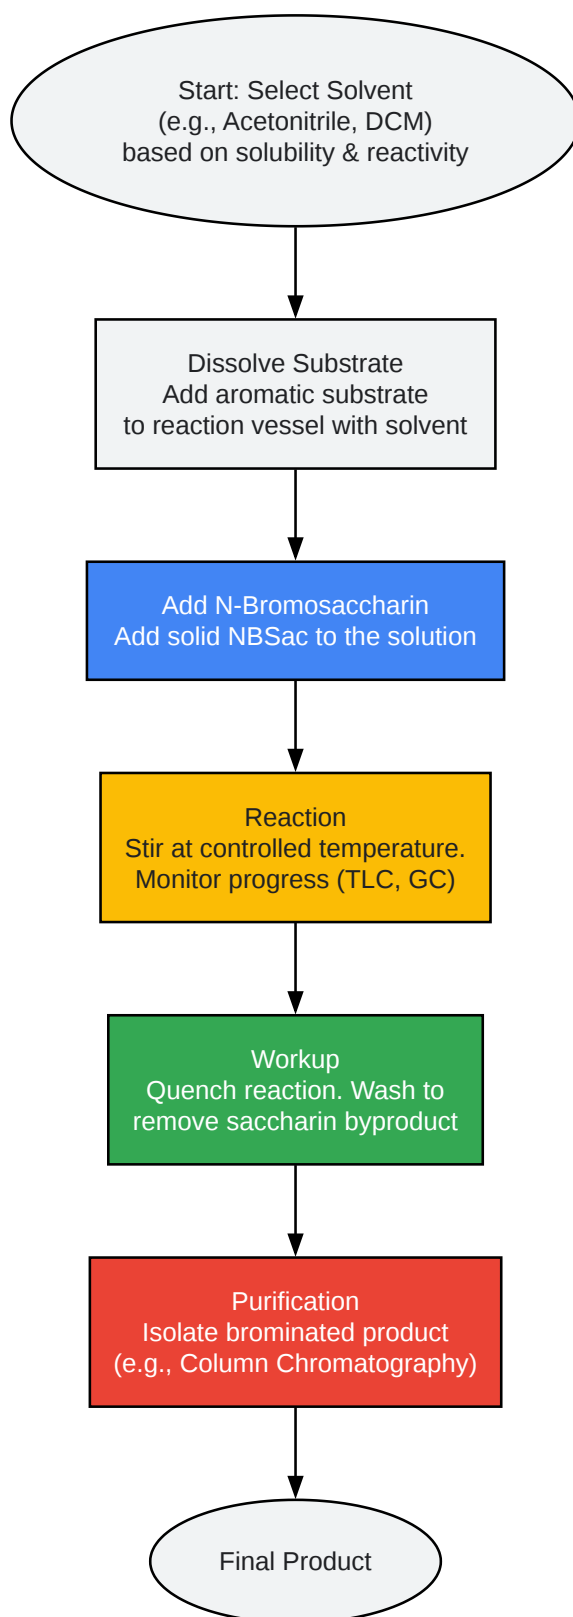 Start: Select Solvent
(e.g., Acetonitrile, DCM)
based on solubility & reactivity
Dissolve Substrate
Add aromatic substrate
to reaction vessel with solvent
Add N-Bromosaccharin
Add solid NBSac to the solution
Reaction
Stir at controlled temperature.
Monitor progress (TLC, GC)
Workup
Quench reaction. Wash to
remove saccharin byproduct
Purification
Isolate brominated product
(e.g., Column Chromatography)
Final Product